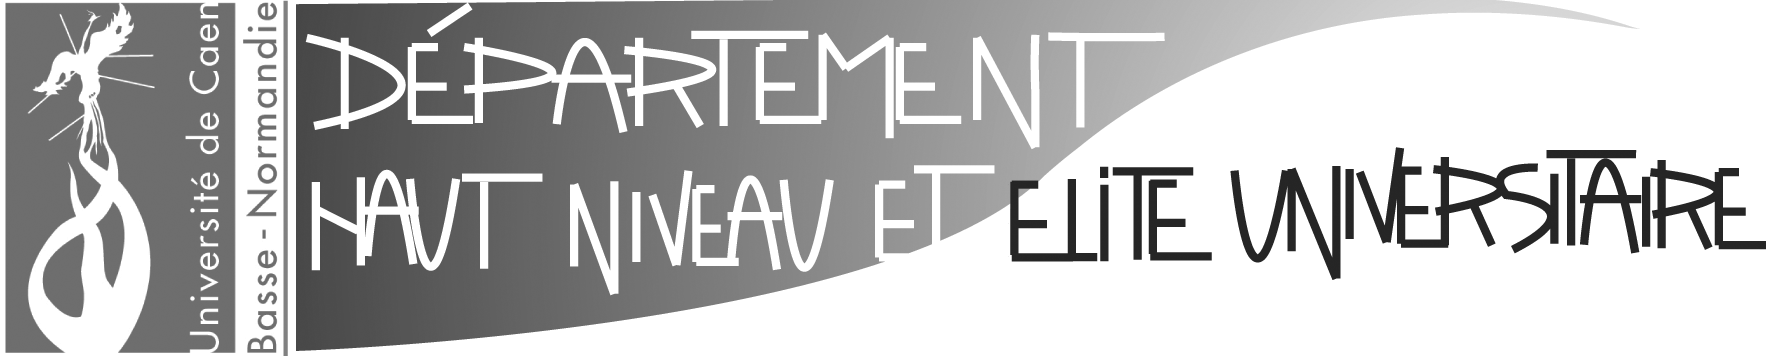 Université de Caen
Basse-Normandie
DÉPARTEMENT
HAUT NIVEAU ET ELITE UNIVERSITAIRE